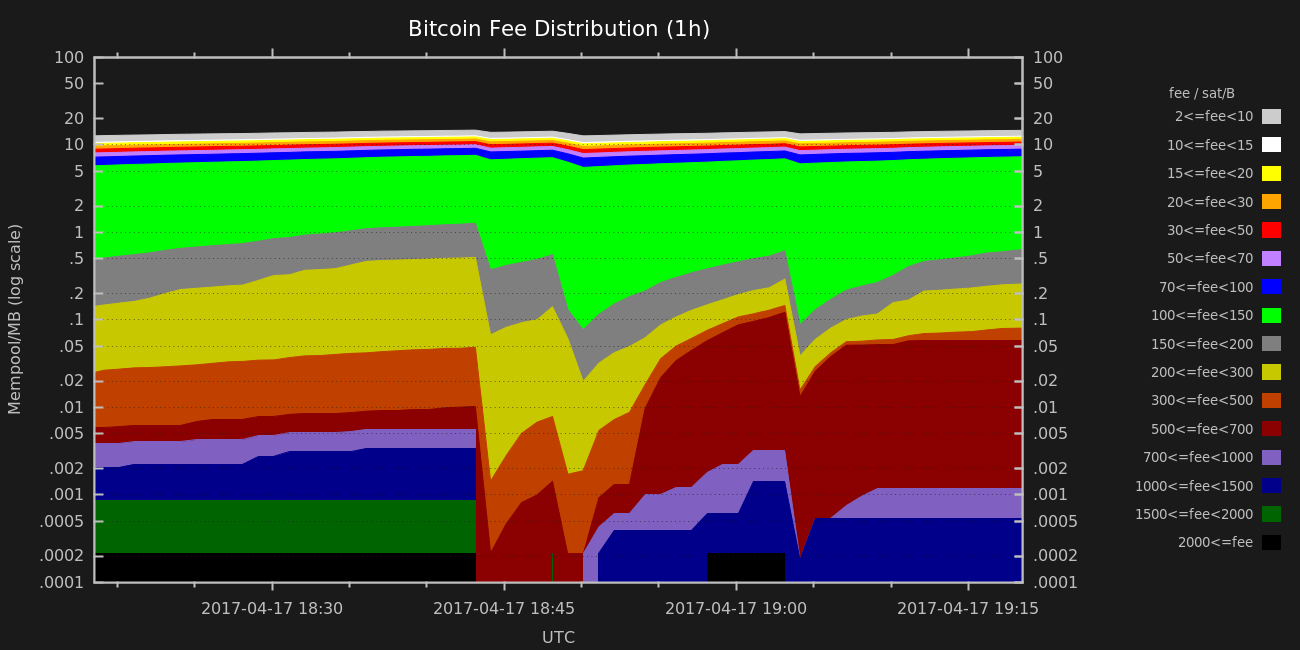 Bitcoin Fee Distribution (1h)
100
50
20
10
5
2
1
.5
.2
.1
.05
.02
.01
.005
.002
.001
.0005
.0002
.0001
Mempool/MB (log scale)
100
50
20
10
5
2
1
.5
.2
.1
.05
.02
.01
.005
.002
.001
.0005
.0002
.0001
2017-04-17 18:30
2017-04-17 18:45
2017-04-17 19:00
2017-04-17 19:15
UTC
fee / sat/B
2<=fee<10
10<=fee<15
15<=fee<20
20<=fee<30
30<=fee<50
50<=fee<70
70<=fee<100
100<=fee<150
150<=fee<200
200<=fee<300
300<=fee<500
500<=fee<700
700<=fee<1000
1000<=fee<1500
1500<=fee<2000
2000<=fee